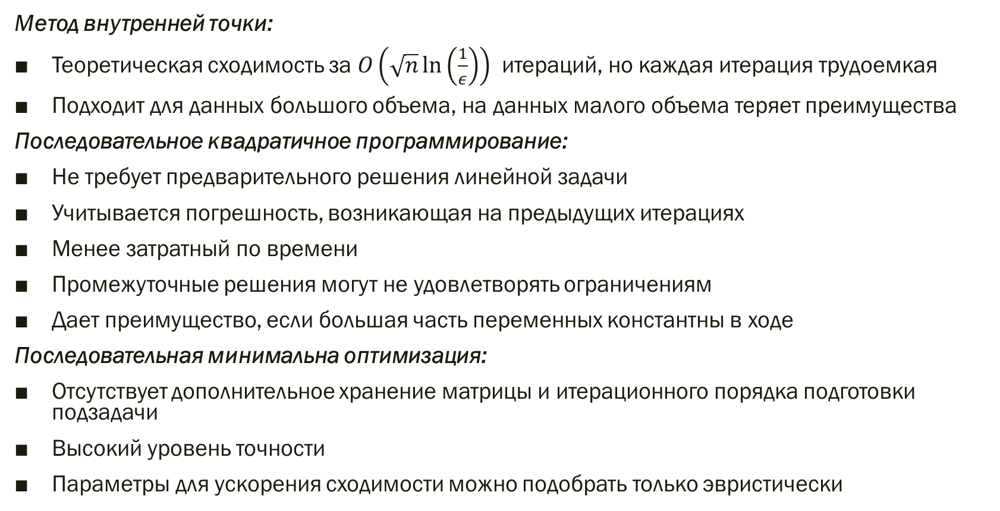 Метод внутренней точки:
■ Теоретическая сходимость за $O\left(\sqrt{n}\ln\left(\frac{1}{\epsilon}\right)\right)$ итераций, но каждая итерация трудоемкая
■ Подходит для данных большого объема, на данных малого объема теряет преимущества
Последовательное квадратичное программирование:
■ Не требует предварительного решения линейной задачи
■ Учитывается погрешность, возникающая на предыдущих итерациях
■ Менее затратный по времени
■ Промежуточные решения могут не удовлетворять ограничениям
■ Дает преимущество, если большая часть переменных константны в ходе
Последовательная минимальна оптимизация:
■ Отсутствует дополнительное хранение матрицы и итерационного порядка подготовки
подзадачи
■ Высокий уровень точности
■ Параметры для ускорения сходимости можно подобрать только эвристически